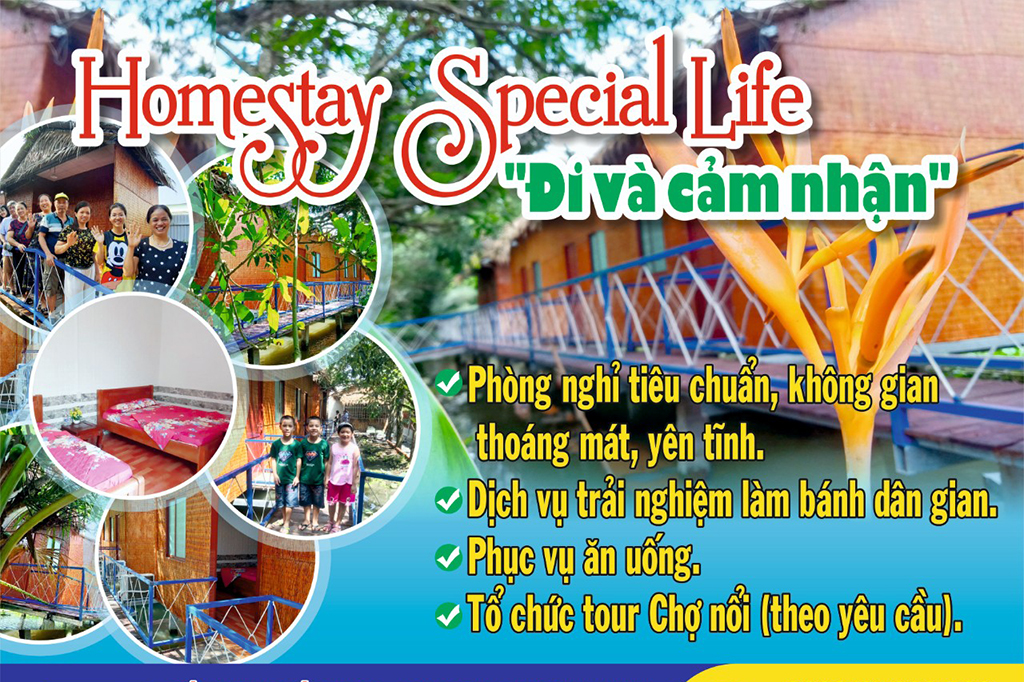 Homestay Special Life
"Đi và cảm nhận"
Phòng nghỉ tiêu chuẩn, không gian
thoáng mát, yên tĩnh.
Dịch vụ trải nghiệm làm bánh dân gian.
Phục vụ ăn uống.
Tổ chức tour Chợ nổi (theo yêu cầu).